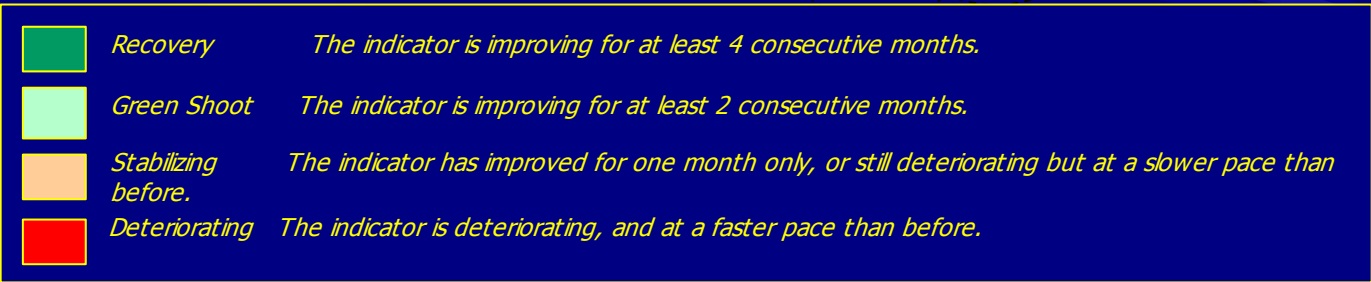 Recovery The indicator is improving for at least 4 consecutive months.
Green Shoot The indicator is improving for at least 2 consecutive months.
Stabilizing The indicator has improved for one month only, or still deteriorating but at a slower pace than
before.
Deteriorating The indicator is deteriorating, and at a faster pace than before.